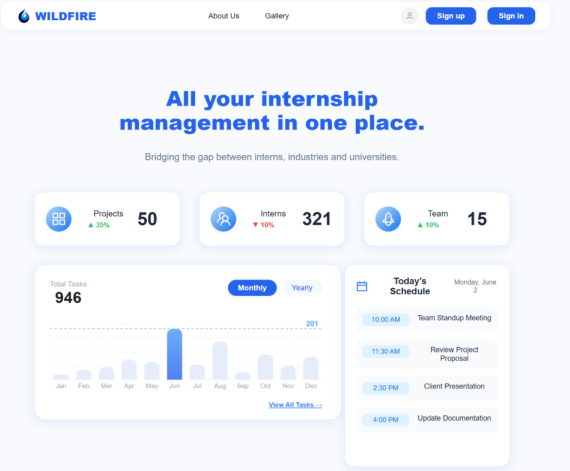 WILDFIRE
About Us
Gallery
Sign up
Sign in
All your internship
management in one place.
Bridging the gap between interns, industries and universities.
Projects
▲ 35%
50
Interns
▼ 10%
321
Team
▲ 10%
15
Total Tasks
946
Monthly
Yearly
201
Jan Feb Mar Apr May Jun Jul Aug Sep Oct Nov Dec
View All Tasks →
Today's
Schedule
Monday, June
2
10:00 AM Team Standup Meeting
11:30 AM Review Project
Proposal
2:30 PM Client Presentation
4:00 PM Update Documentation